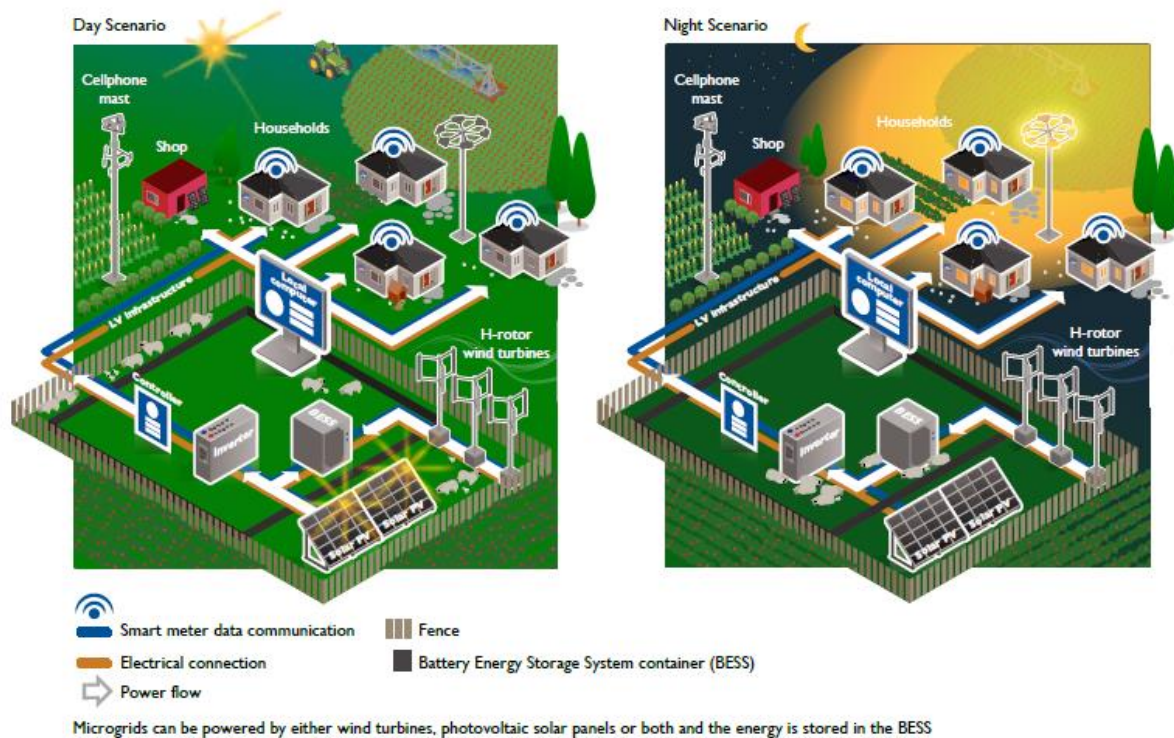 Day Scenario
Cellphone
mast
Shop
Households
Local
computer
LV Infrastructure
H-rotor
wind turbines
Controller
Inverter
BESS
Solar PV
Solar PV
Night Scenario
Cellphone
mast
Shop
Households
Local
computer
LV Infrastructure
H-rotor
wind turbines
Controller
Inverter
BESS
Solar PV
Solar PV
Smart meter data communication
Fence
Electrical connection
Battery Energy Storage System container (BESS)
Power flow
Microgrids can be powered by either wind turbines, photovoltaic solar panels or both and the energy is stored in the BESS